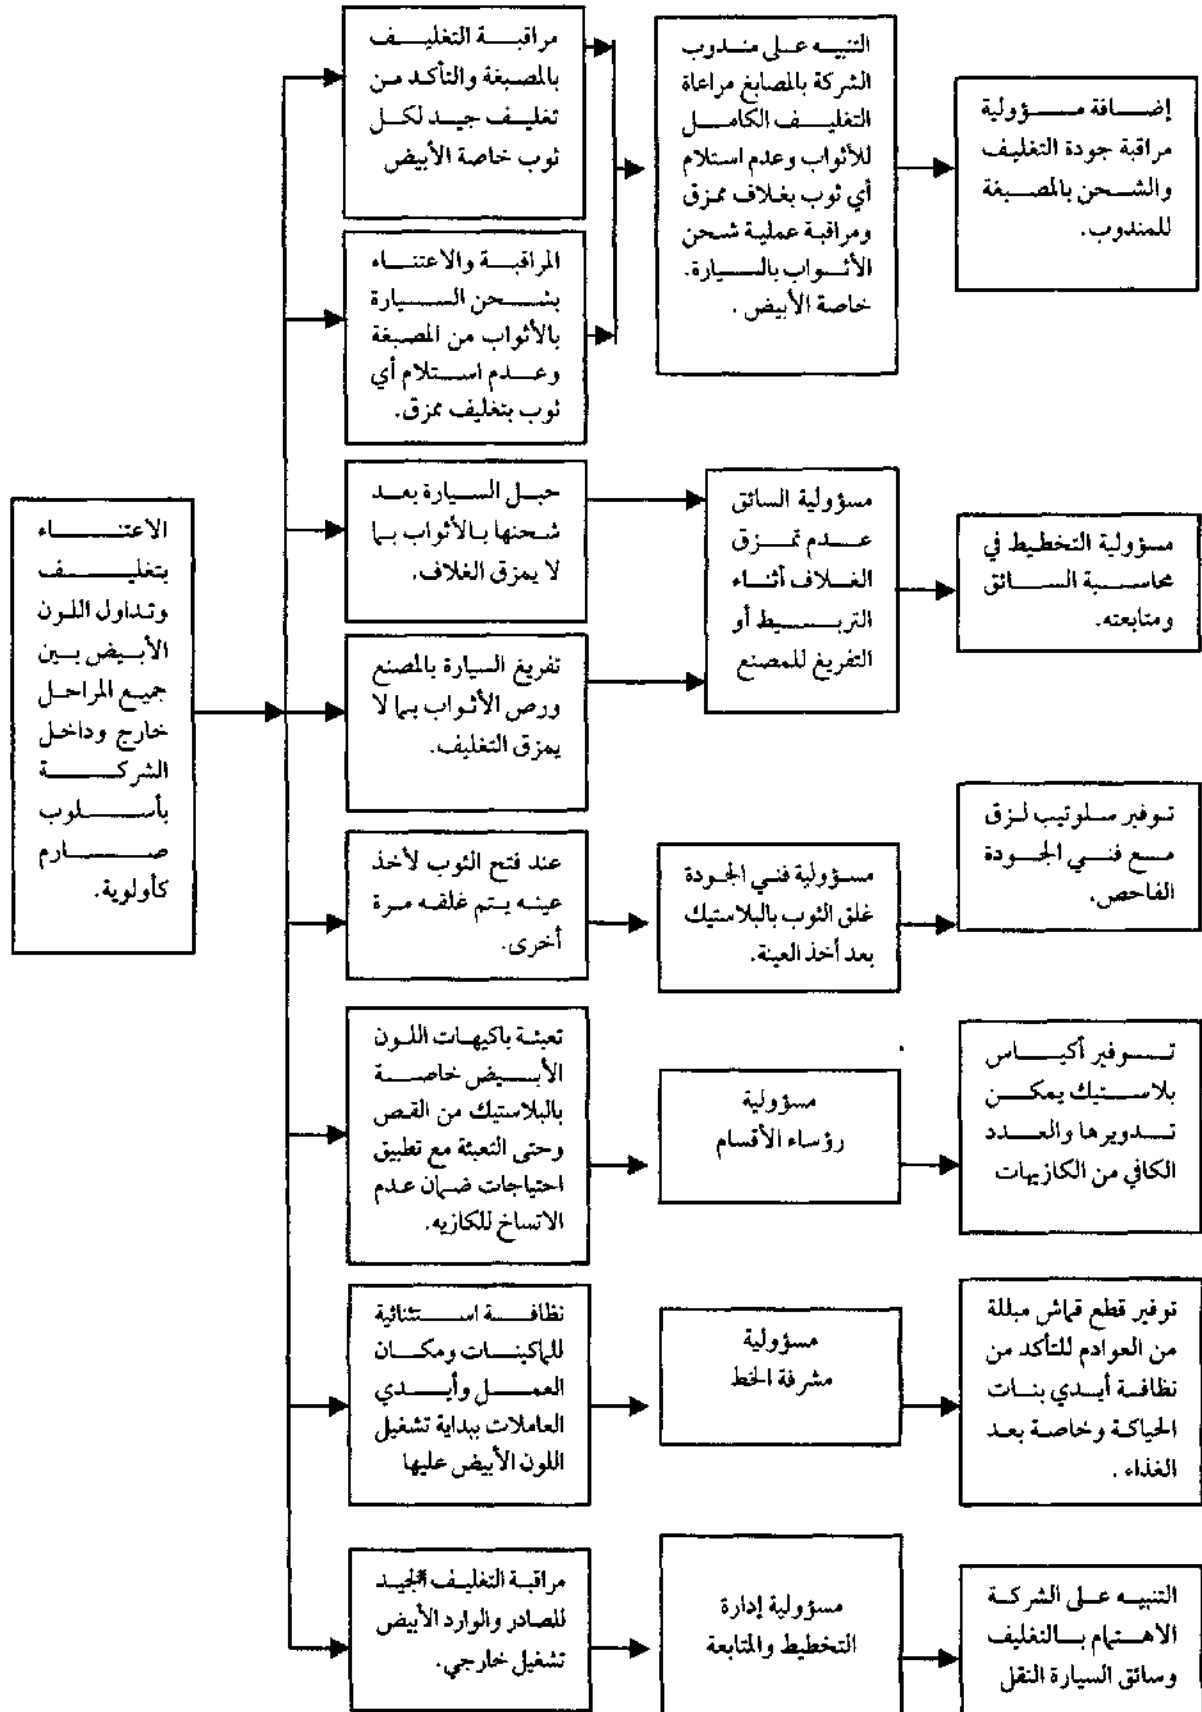 الاعتناء
بتغليف
وتداول اللون
الأبيض بين
جميع المراحل
خارج وداخل
الشركة
بأسلوب
صارم
كأولوية.
مراقبة التغليف
بالمصبغة والتأكد من
تغليف جيد لكل
ثوب خاصة الأبيض
المراقبة والاعتناء
بشحن السيارة
بالأثواب من المصبغة
وعدم استلام أي
ثوب بتغليف ممزق.
التنبيه على مندوب
الشركة بالمصابغ مراعاة
التغليف الكامل
للأثواب وعدم استلام
أي ثوب بغلاف ممزق
ومراقبة عملية شحن
الأثواب بالسيارة.
خاصة الأبيض .
إضافة مسؤولية
مراقبة جودة التغليف
والشحن بالمصبغة
للمندوب.
حبل السيارة بعد
شحنها بالأثواب بما
لا يمزق الغلاف.
تفريغ السيارة بالمصنع
ورص الأثواب بما لا
يمزق التغليف.
مسؤولية السائق
عدم تمزق
الغلاف أثناء
التربيط أو
التفريغ للمصنع
مسؤولية التخطيط في
محاسبة السائق
ومتابعته.
عند فتح الثوب لأخذ
عينه يتم غلقه مرة
أخرى.
مسؤولية فني الجودة
غلق الثوب بالبلاستيك
بعد أخذ العينة.
توفير سلوتيب لزق
مع فني الجودة
الفاحص.
تعبئة باكيهات اللون
الأبيض خاصة
بالبلاستيك من القص
وحتى التعبئة مع تطبيق
احتياجات ضمان عدم
الاتساخ للكازيه.
مسؤولية
رؤساء الأقسام
توفير أكياس
بلاستيك يمكن
تدويرها والعدد
الكافي من الكازيهات
نظافة استثنائية
للماكينات ومكان
العمل وأيدي
العاملات ببداية تشغيل
اللون الأبيض عليها
مسؤولية
مشرفة الخط
توفير قطع قماش مبللة
من العوادم للتأكد من
نظافة أيدي بنات
الحياكة وخاصة بعد
الغذاء .
مراقبة التغليف الجيد
للصادر والوارد الأبيض
تشغيل خارجي.
مسؤولية إدارة
التخطيط والمتابعة
التنبيه على الشركة
الاهتمام بالتغليف
وسائق السيارة النقل